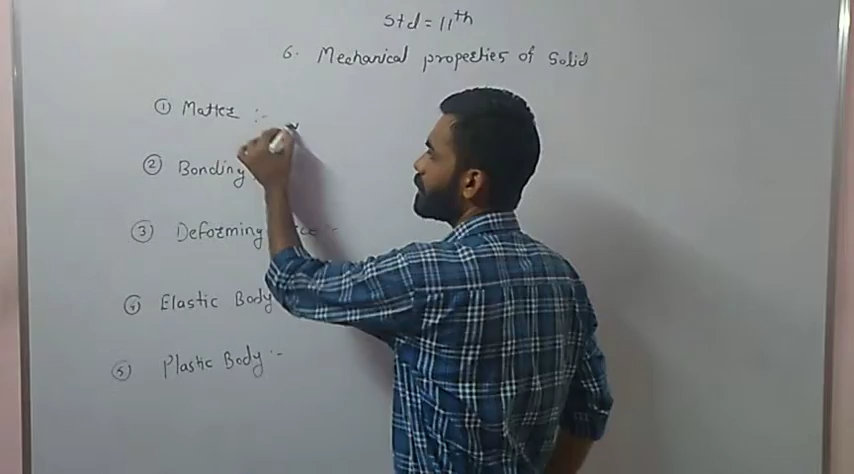 Std = 11th
6. Mechanical properties of Solid
① Matter :-
② Bonding
③ Deforming :-
④ Elastic Body
⑤ Plastic Body :-